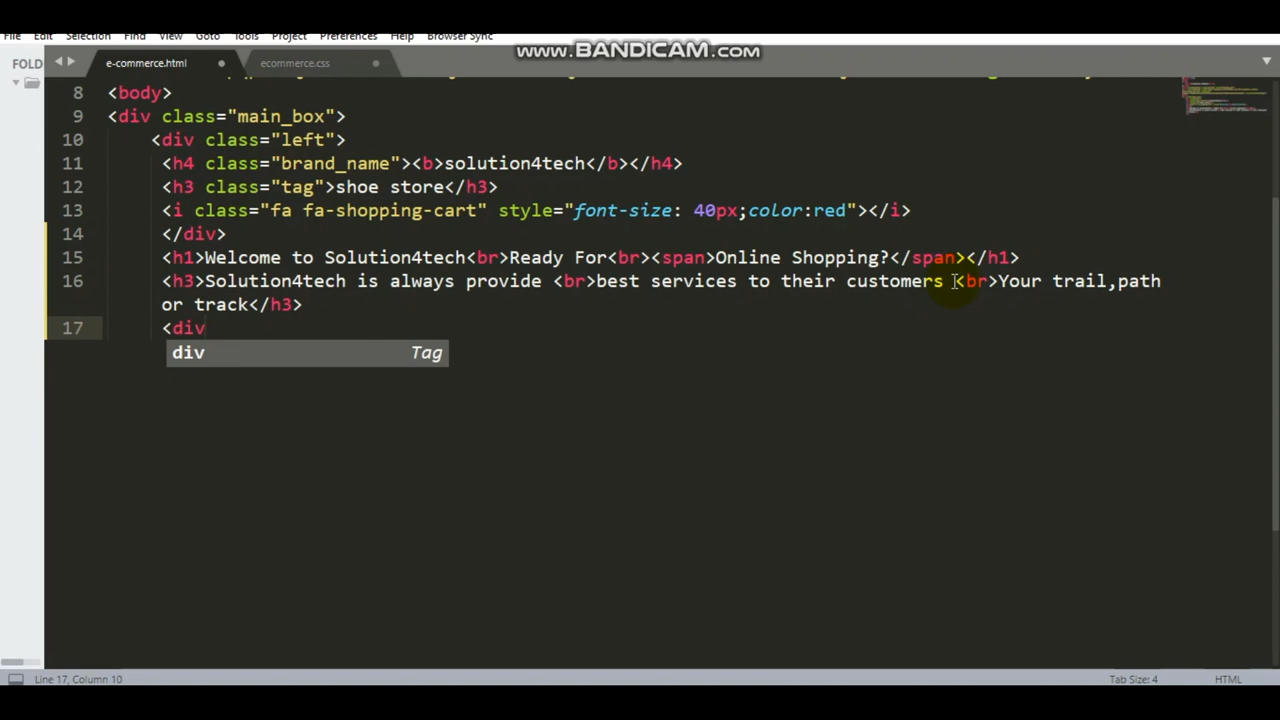 File Edit Selection Find View Goto Tools Project Preferences Help Browser Sync
www.BANDICAM.com
FOLD
e-commerce.html
ecommerce.css
8 <body>
9 <div class="main_box">
10 <div class="left">
11 <h4 class="brand_name"><b>solution4tech</b></h4>
12 <h3 class="tag">shoe store</h3>
13 <i class="fa fa-shopping-cart" style="font-size: 40px;color:red"></i>
14 </div>
15 <h1>Welcome to Solution4tech<br>Ready For<br><span>Online Shopping?</span></h1>
16 <h3>Solution4tech is always provide <br>best services to their customers <br>Your trail,path
or track</h3>
17 <div
div Tag
Line 17, Column 10
Tab Size: 4
HTML